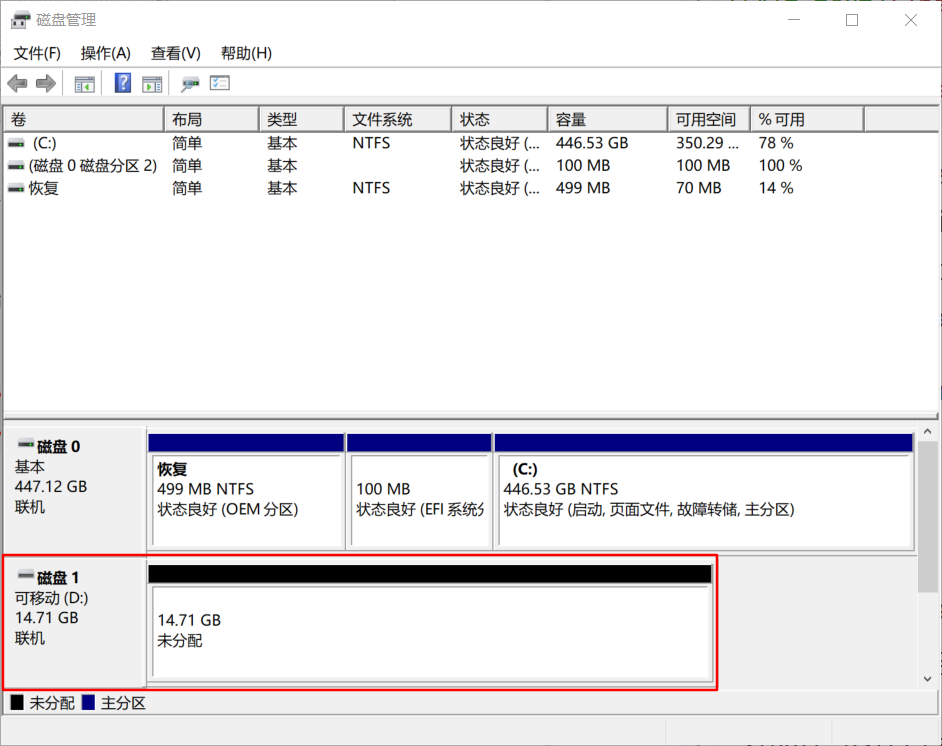 磁盘管理
文件(F) 操作(A) 查看(V) 帮助(H)
卷 布局 类型 文件系统 状态 容量 可用空间 % 可用
(C:) 简单 基本 NTFS 状态良好 (... 446.53 GB 350.29 ... 78 %
(磁盘 0 磁盘分区 2) 简单 基本 状态良好 (... 100 MB 100 MB 100 %
恢复 简单 基本 NTFS 状态良好 (... 499 MB 70 MB 14 %
磁盘 0
基本
447.12 GB
联机
恢复
499 MB NTFS
状态良好 (OEM 分区)
100 MB
状态良好 (EFI 系统分
(C:)
446.53 GB NTFS
状态良好 (启动, 页面文件, 故障转储, 主分区)
磁盘 1
可移动 (D:)
14.71 GB
联机
14.71 GB
未分配
未分配 主分区